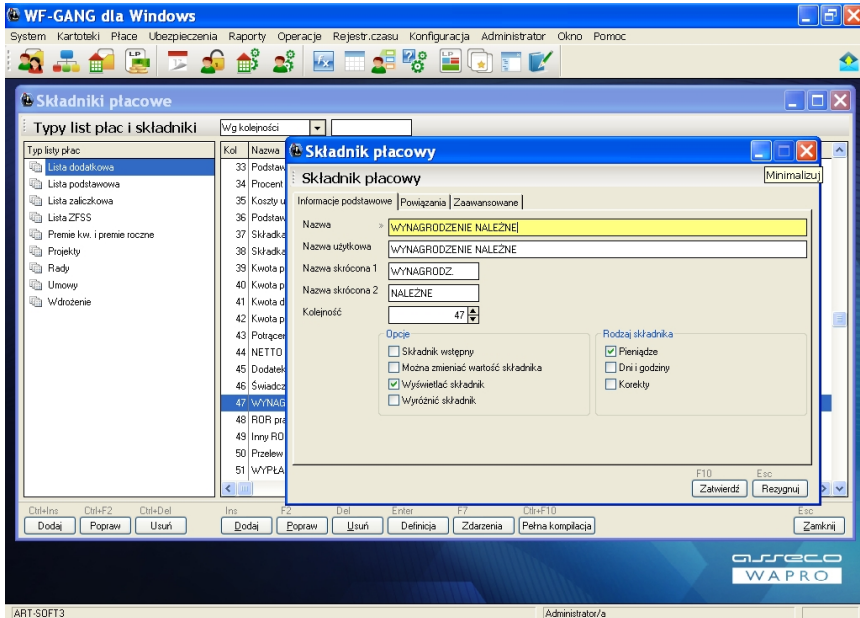 WF-GANG dla Windows
System Kartoteki Płace Ubezpieczenia Raporty Operacje Rejestr.czasu Konfiguracja Administrator Okno Pomoc
Składniki płacowe
Typy list płac i składniki Wg kolejności
Typ listy płac
Lista dodatkowa
Lista podstawowa
Lista zaliczkowa
Lista ZFSS
Premie kw. i premie roczne
Projekty
Rady
Umowy
Wdrożenie
Kol Nazwa
33 Podstaw
34 Procent
35 Koszty u
36 Podstaw
37 Składka
38 Składka
39 Kwota p
40 Kwota p
41 Kwota d
42 Kwota p
43 Potrącer
44 NETTO
45 Dodatek
46 Świadcz
47 WYNAG
48 ROR pra
49 Inny RO
50 Przelew
51 WYPŁA
Składnik płacowy
Składnik płacowy
Minimalizuj
Informacje podstawowe Powiązania Zaawansowane
Nazwa » WYNAGRODZENIE NALEŻNE
Nazwa użytkowa WYNAGRODZENIE NALEŻNE
Nazwa skrócona 1 WYNAGRODZ.
Nazwa skrócona 2 NALEŻNE
Kolejność 47
Opcje
Składnik wstępny
Można zmieniać wartość składnika
Wyświetlać składnik
Wyróżnić składnik
Rodzaj składnika
Pieniądze
Dni i godziny
Korekty
F10 Esc
Zatwierdź Rezygnuj
Ctrl+Ins Ctrl+F2 Ctrl+Del Ins F2 Del Enter F7 Ctlr+F10 Esc
Dodaj Popraw Usuń Dodaj Popraw Usuń Definicja Zdarzenia Pełna kompilacja Zamknij
asseco
WAPRO
ART-SOFT3 Administrator/a